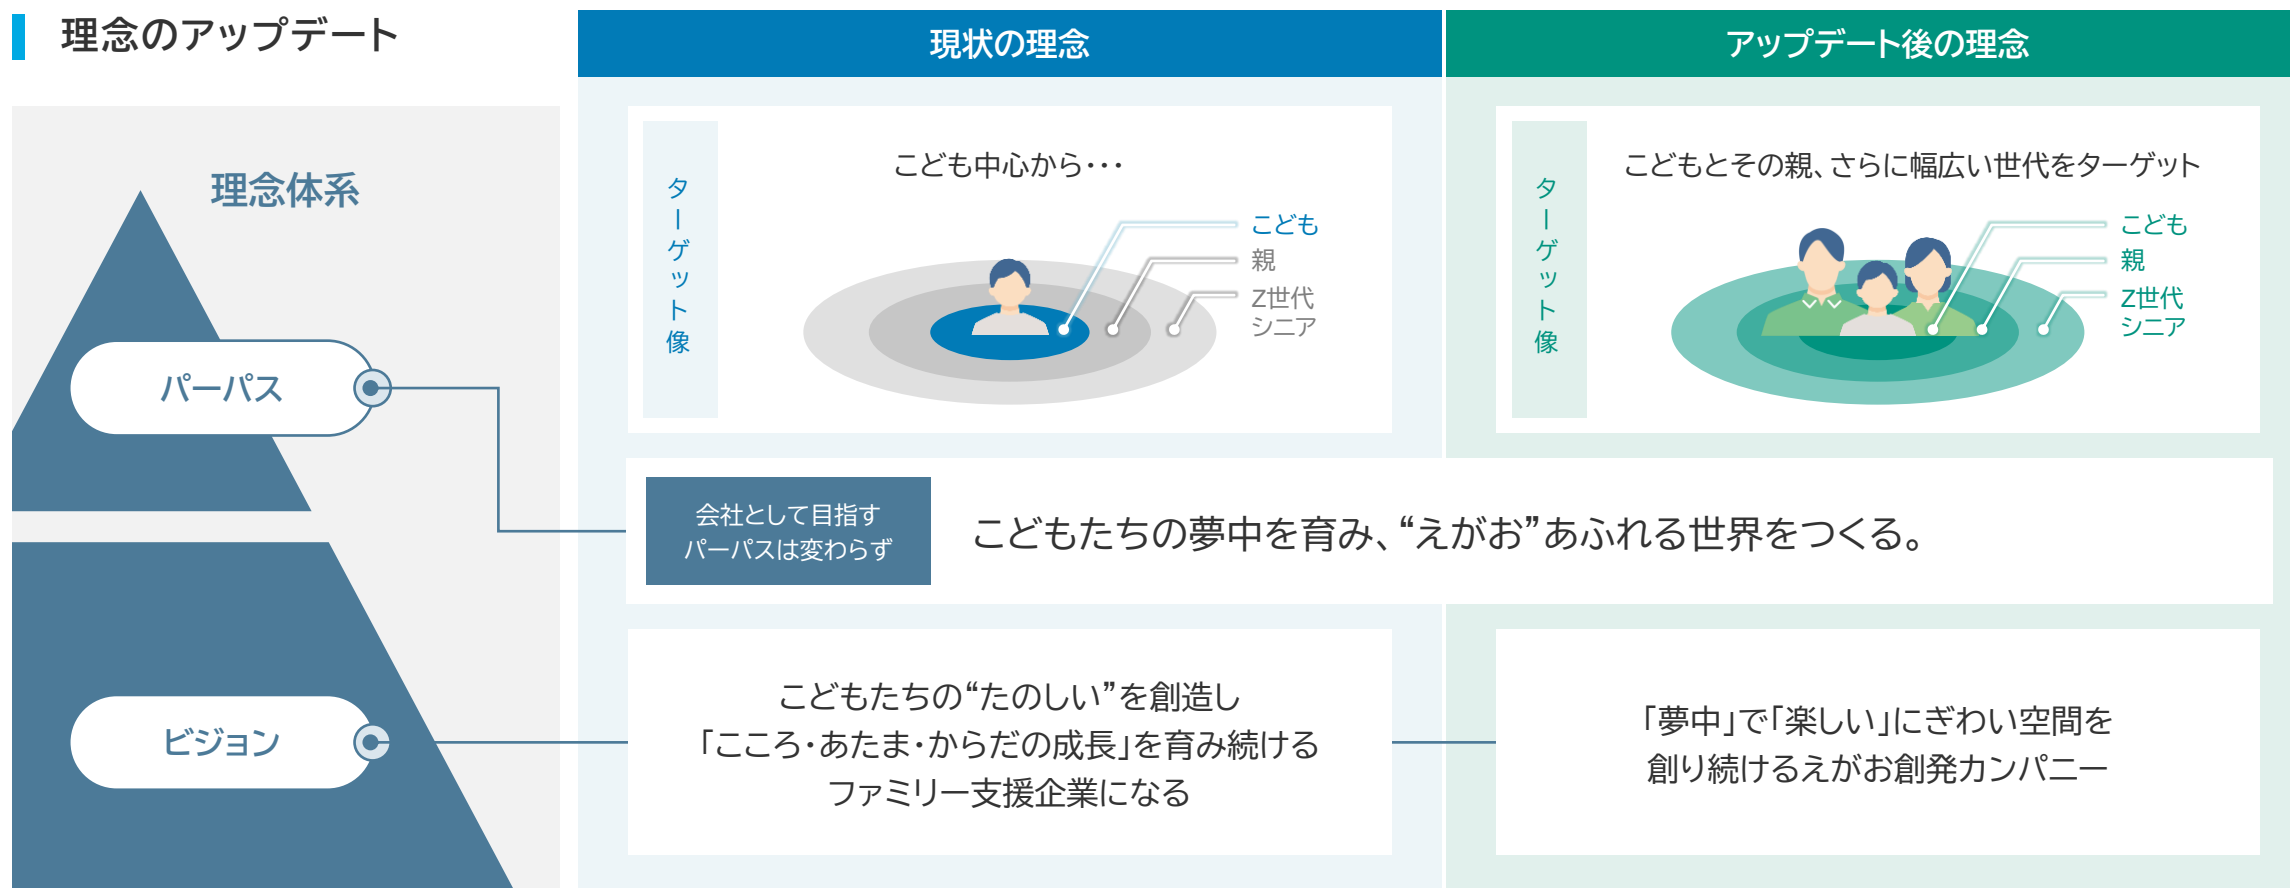 理念のアップデート
現状の理念
アップデート後の理念
理念体系
パーパス
ビジョン
ターゲット像
こども中心から・・・
こども
親
Z世代
シニア
ターゲット像
こどもとその親、さらに幅広い世代をターゲット
こども
親
Z世代
シニア
会社として目指す
パーパスは変わらず
こどもたちの夢中を育み、“えがお”あふれる世界をつくる。
こどもたちの“たのしい”を創造し
「こころ・あたま・からだの成長」を育み続ける
ファミリー支援企業になる
「夢中」で「楽しい」にぎわい空間を
創り続けるえがお創発カンパニー